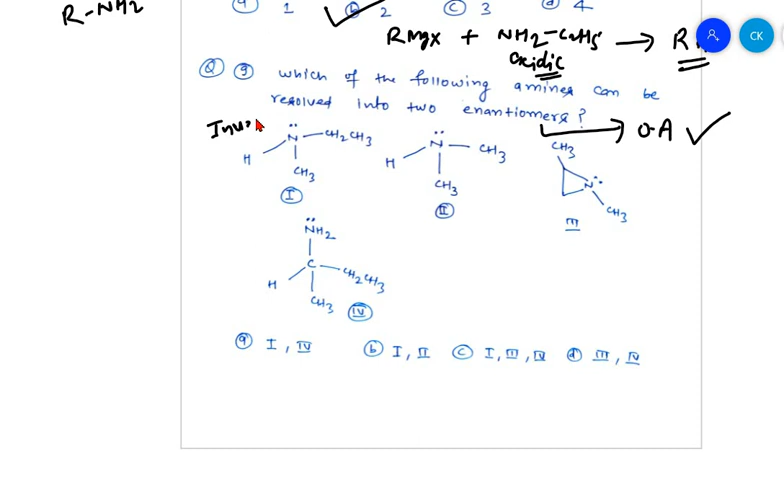 R-NH2
a 1 b 2 c 3 d 4
RMgx + NH2-C2H5 → R
acidic
CK
Q 9 which of the following amines can be
resolved into two enantiomers? → O·A ✓
H N CH2CH3 CH3
I
H N CH3 CH3
II
CH3 N CH3
III
NH2
H C CH2CH3
CH3
IV
a I, IV b I, II c I, III, IV d III, IV